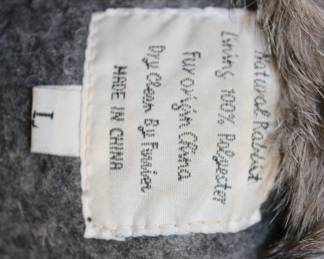 Natural Rabbit
Lining 100% Polyester
Fur origin China
Dry Clean By Furrier
MADE IN CHINA
L